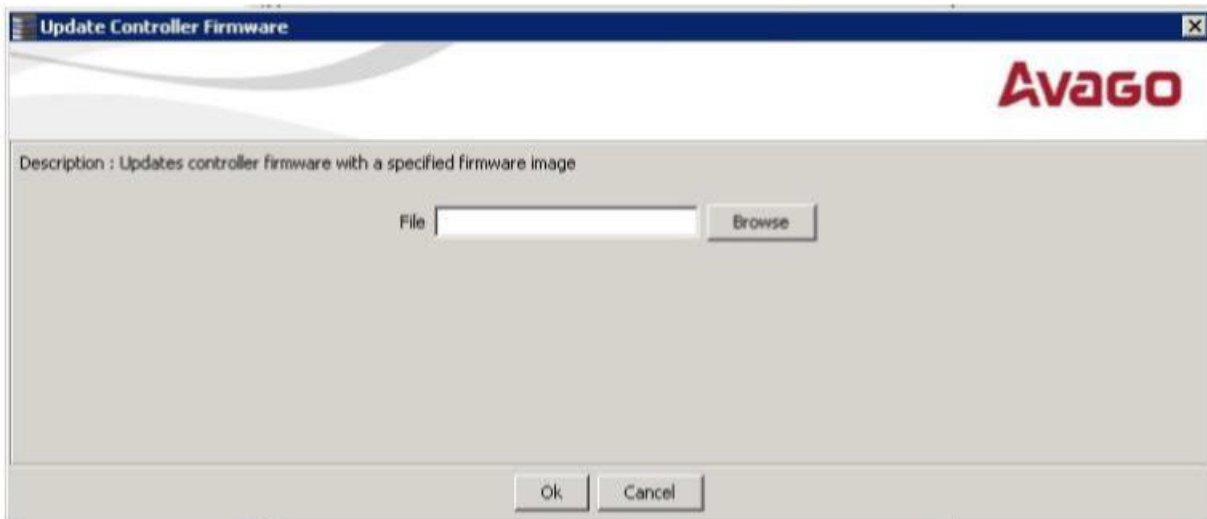 Update Controller Firmware
AVAGO
Description : Updates controller firmware with a specified firmware image
File
Browse
Ok
Cancel